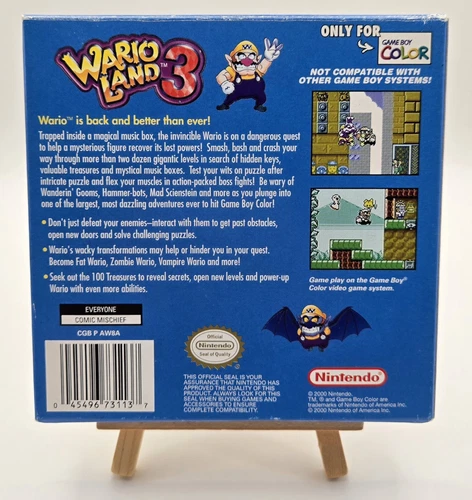 WARIO
LAND™ 3
ONLY FOR
GAME BOY
COLOR
NOT COMPATIBLE WITH
OTHER GAME BOY SYSTEMS!
Wario™ is back and better than ever!
Trapped inside a magical music box, the invincible Wario is on a dangerous quest
to help a mysterious figure recover its lost powers! Smash, bash and crash your
way through more than two dozen gigantic levels in search of hidden keys,
valuable treasures and mystical music boxes. Test your wits on puzzle after
intricate puzzle and flex your muscles in action-packed boss fights! Be wary of
Wanderin' Gooms, Hammer-bots, Mad Scienstein and more as you plunge into
one of the largest, most dazzling adventures ever to hit Game Boy Color!
• Don't just defeat your enemies—interact with them to get past obstacles,
open new doors and solve challenging puzzles.
• Wario's wacky transformations may help or hinder you in your quest.
Become Fat Wario, Zombie Wario, Vampire Wario and more!
• Seek out the 100 Treasures to reveal secrets, open new levels and power-up
Wario with even more abilities.
Game play on the Game Boy®
Color video game system.
EVERYONE
COMIC MISCHIEF
CGB P AW8A
0 45496 73113 7
Official
Nintendo
Seal of Quality
THIS OFFICIAL SEAL IS YOUR
ASSURANCE THAT NINTENDO HAS
APPROVED THE QUALITY OF THIS
PRODUCT. ALWAYS LOOK FOR THIS
SEAL WHEN BUYING GAMES AND
ACCESSORIES TO ENSURE
COMPLETE COMPATIBILITY.
Nintendo
© 2000 Nintendo.
TM, ® and Game Boy Color are
trademarks of Nintendo of America Inc.
© 2000 Nintendo of America Inc.